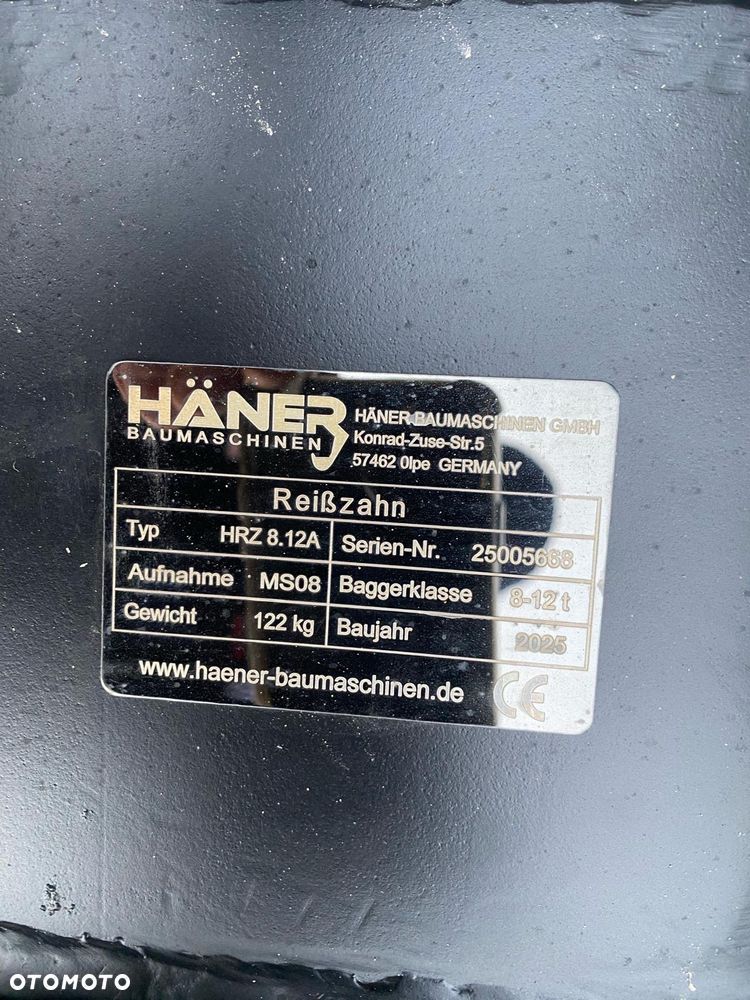 HÄNER
BAUMASCHINEN
HÄNER BAUMASCHINEN GMBH
Konrad-Zuse-Str.5
57462 Olpe GERMANY
Reißzahn
Typ HRZ 8.12A Serien-Nr. 25005668
Aufnahme MS08 Baggerklasse 8-12 t
Gewicht 122 kg Baujahr 2025
www.haener-baumaschinen.de CE
OTOMOTO